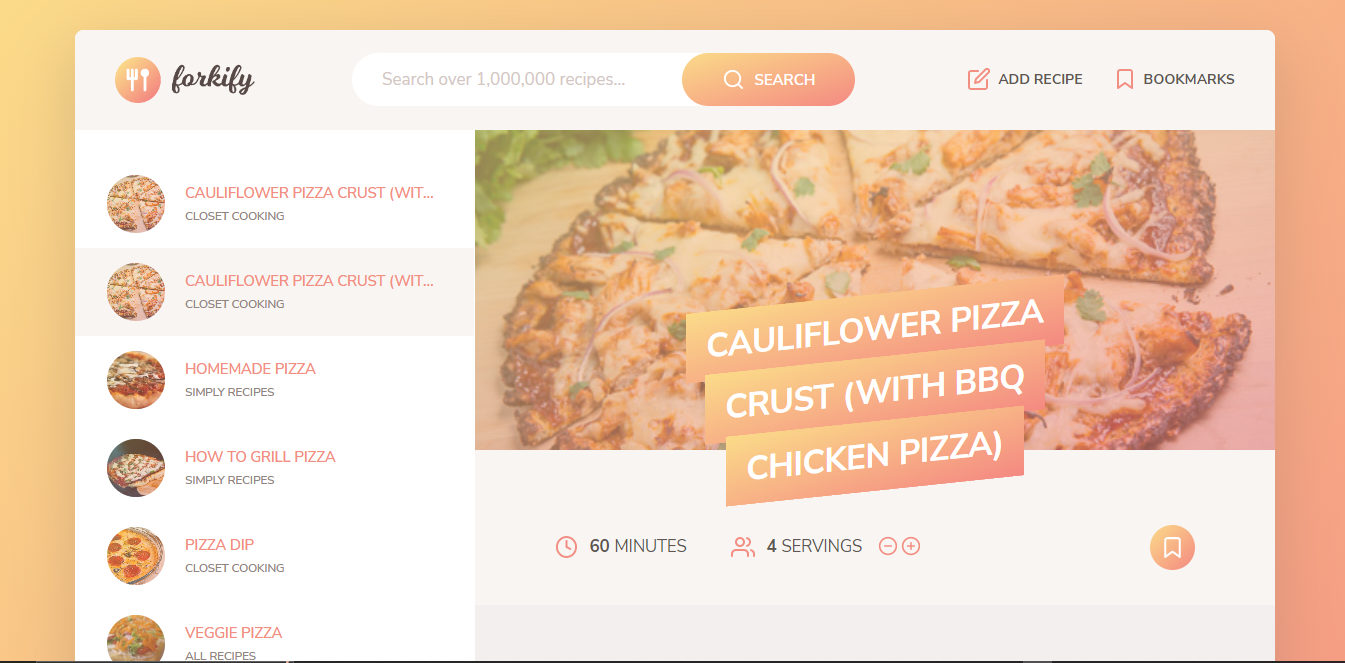 forkify
Search over 1,000,000 recipes...
SEARCH
ADD RECIPE
BOOKMARKS
CAULIFLOWER PIZZA CRUST (WIT...
CLOSET COOKING
CAULIFLOWER PIZZA CRUST (WIT...
CLOSET COOKING
HOMEMADE PIZZA
SIMPLY RECIPES
HOW TO GRILL PIZZA
SIMPLY RECIPES
PIZZA DIP
CLOSET COOKING
VEGGIE PIZZA
ALL RECIPES
CAULIFLOWER PIZZA
CRUST (WITH BBQ
CHICKEN PIZZA)
60 MINUTES
4 SERVINGS